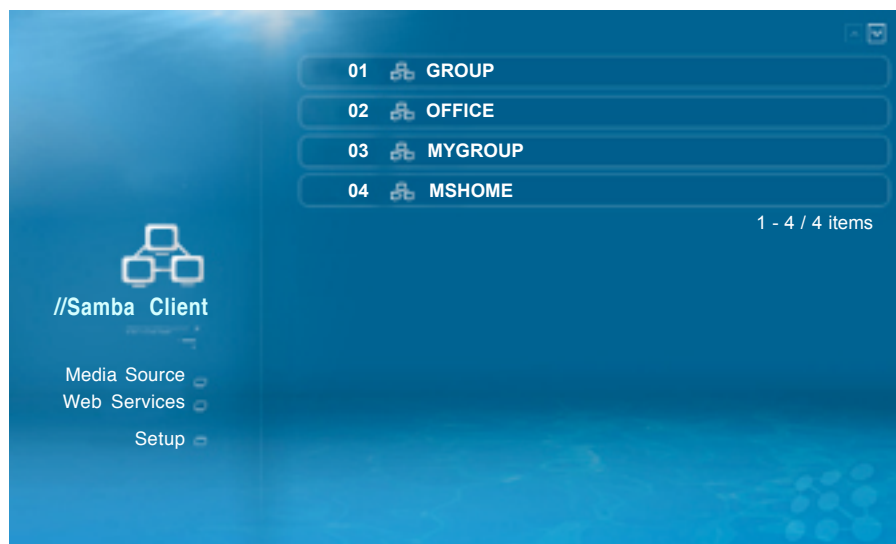 01 GROUP
02 OFFICE
03 MYGROUP
04 MSHOME
1 - 4 / 4 items
//Samba Client
Media Source
Web Services
Setup